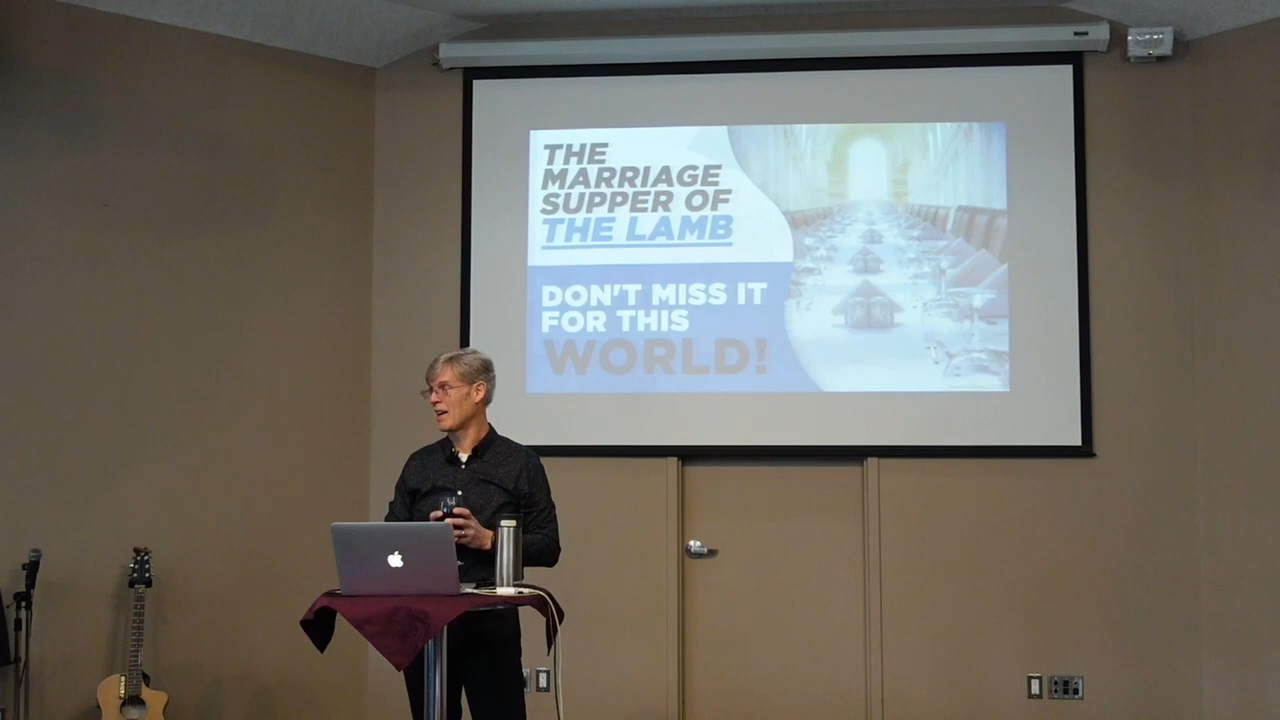 THE
MARRIAGE
SUPPER OF
THE LAMB
DON'T MISS IT
FOR THIS
WORLD!